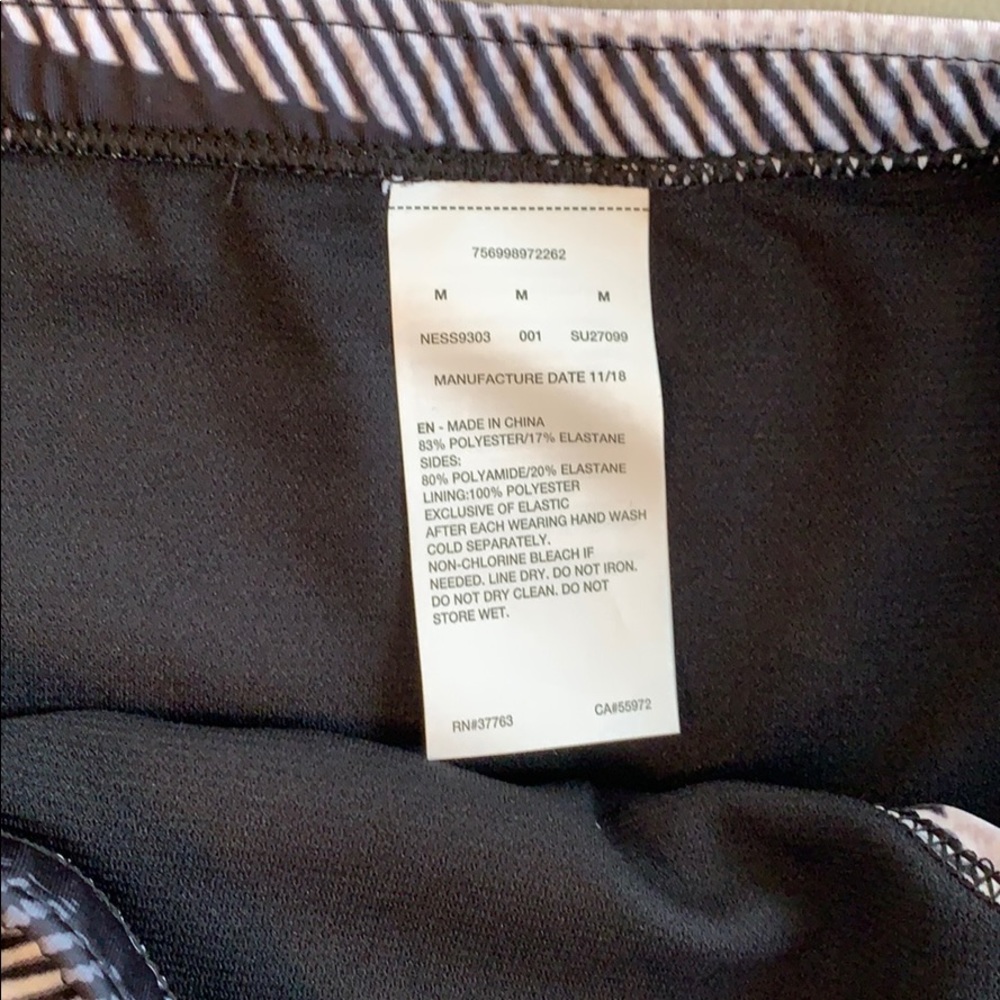 756998972262
M M M
NESS9303 001 SU27099
MANUFACTURE DATE 11/18
EN - MADE IN CHINA
83% POLYESTER/17% ELASTANE
SIDES:
80% POLYAMIDE/20% ELASTANE
LINING:100% POLYESTER
EXCLUSIVE OF ELASTIC
AFTER EACH WEARING HAND WASH
COLD SEPARATELY.
NON-CHLORINE BLEACH IF
NEEDED. LINE DRY. DO NOT IRON.
DO NOT DRY CLEAN. DO NOT
STORE WET.
RN#37763 CA#55972